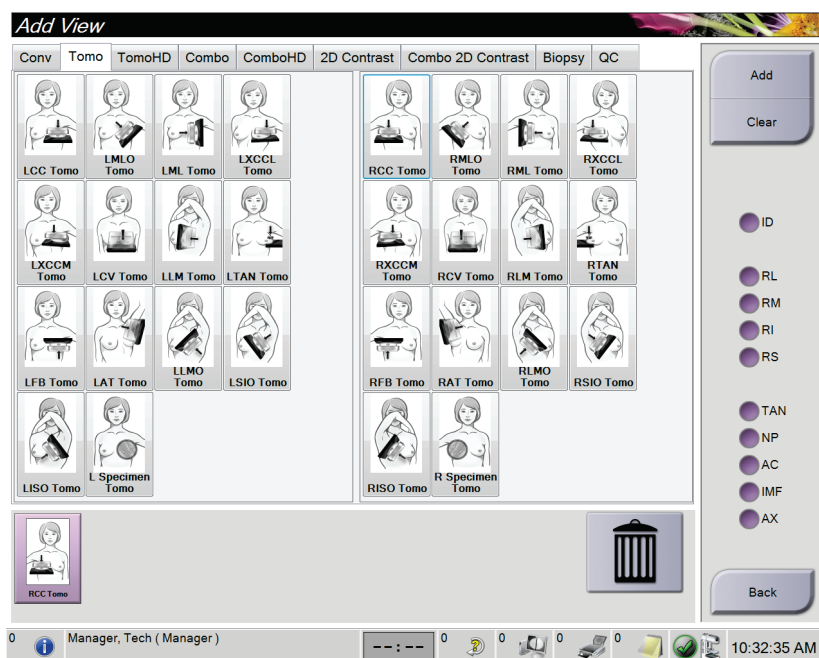 Add View
Conv Tomo TomoHD Combo ComboHD 2D Contrast Combo 2D Contrast Biopsy QC
LCC Tomo
LMLO
Tomo
LML Tomo
LXCCL
Tomo
LXCCM
Tomo
LCV Tomo
LLM Tomo
LTAN Tomo
LFB Tomo
LAT Tomo
LLMO
Tomo
LSIO Tomo
LISO Tomo
L Specimen
Tomo
RCC Tomo
RMLO
Tomo
RML Tomo
RXCCL
Tomo
RXCCM
Tomo
RCV Tomo
RLM Tomo
RTAN
Tomo
RFB Tomo
RAT Tomo
RLMO
Tomo
RSIO Tomo
RISO Tomo
R Specimen
Tomo
Add
Clear
ID
RL
RM
RI
RS
TAN
NP
AC
IMF
AX
Back
RCC Tomo
0 Manager, Tech ( Manager ) --:-- 0 0 0 0 10:32:35 AM